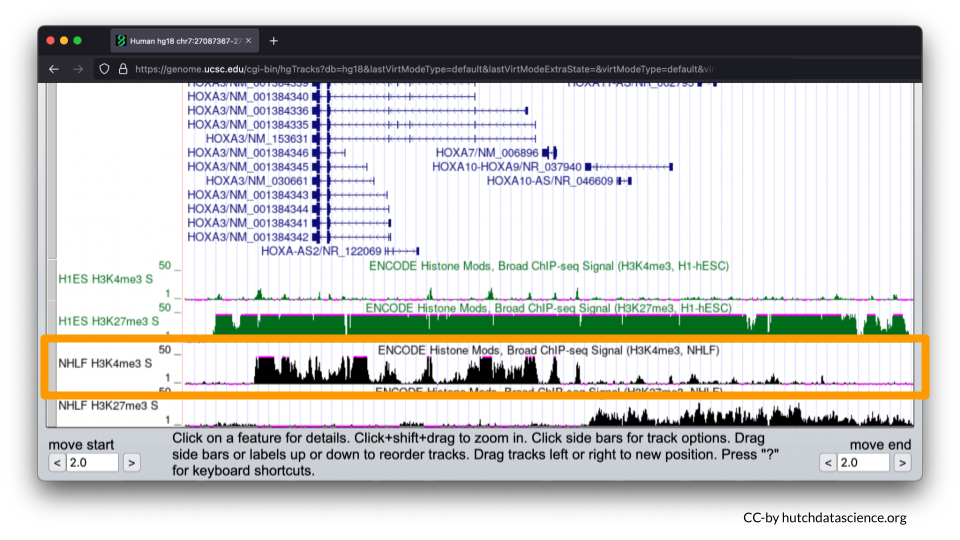 Human hg18 chr7:27087367-27
https://genome.ucsc.edu/cgi-bin/hgTracks?db=hg18&lastVirtModeType=default&lastVirtModeExtraState=&virtModeType=default&vir
HOXA3/NM_001384339 HOXA11-AS/NR_002795
HOXA3/NM_001384340
HOXA3/NM_001384336
HOXA3/NM_001384335
HOXA3/NM_153631
HOXA3/NM_001384346 HOXA7/NM_006896
HOXA3/NM_001384345 HOXA10-HOXA9/NR_037940
HOXA3/NM_030661 HOXA10-AS/NR_046609
HOXA3/NM_001384343
HOXA3/NM_001384344
HOXA3/NM_001384341
HOXA3/NM_001384342
HOXA-AS2/NR_122069
50 _ ENCODE Histone Mods, Broad ChIP-seq Signal (H3K4me3, H1-hESC)
H1ES H3K4me3 S
1 _
50 _ ENCODE Histone Mods, Broad ChIP-seq Signal (H3K27me3, H1-hESC)
H1ES H3K27me3 S
1
50 _ ENCODE Histone Mods, Broad ChIP-seq Signal (H3K4me3, NHLF)
NHLF H3K4me3 S
1 _
50 ENCODE Histone Mods, Broad ChIP-seq Signal (H3K27me3, NHLF)
NHLF H3K27me3 S
1 _
move start
< 2.0 >
Click on a feature for details. Click+shift+drag to zoom in. Click side bars for track options. Drag
side bars or labels up or down to reorder tracks. Drag tracks left or right to new position. Press "?"
for keyboard shortcuts.
move end
< 2.0 >
CC-by hutchdatascience.org